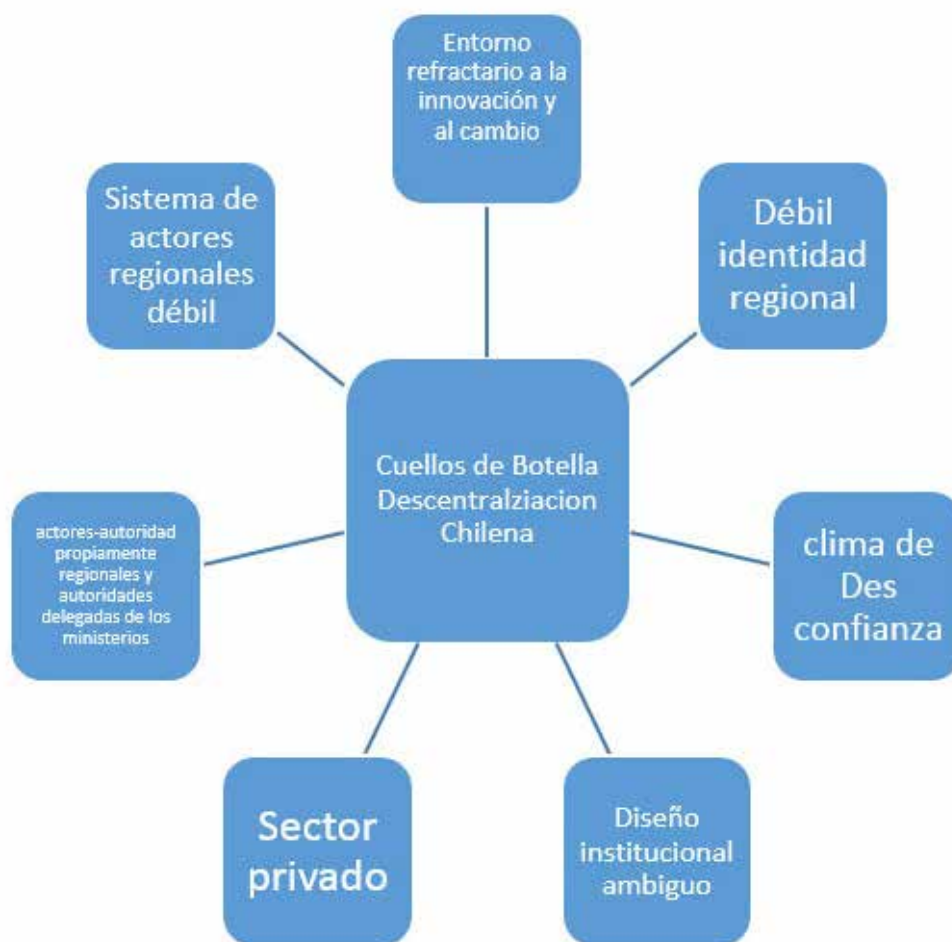 Entorno
refractario a la
innovación y
al cambio
Sistema de
actores
regionales
débil
Débil
identidad
regional
Cuellos de Botella
Descentralziacion
Chilena
actores-autoridad
propiamente
regionales y
autoridades
delegadas de los
ministerios
clima de
Des
confianza
Sector
privado
Diseño
institucional
ambiguo